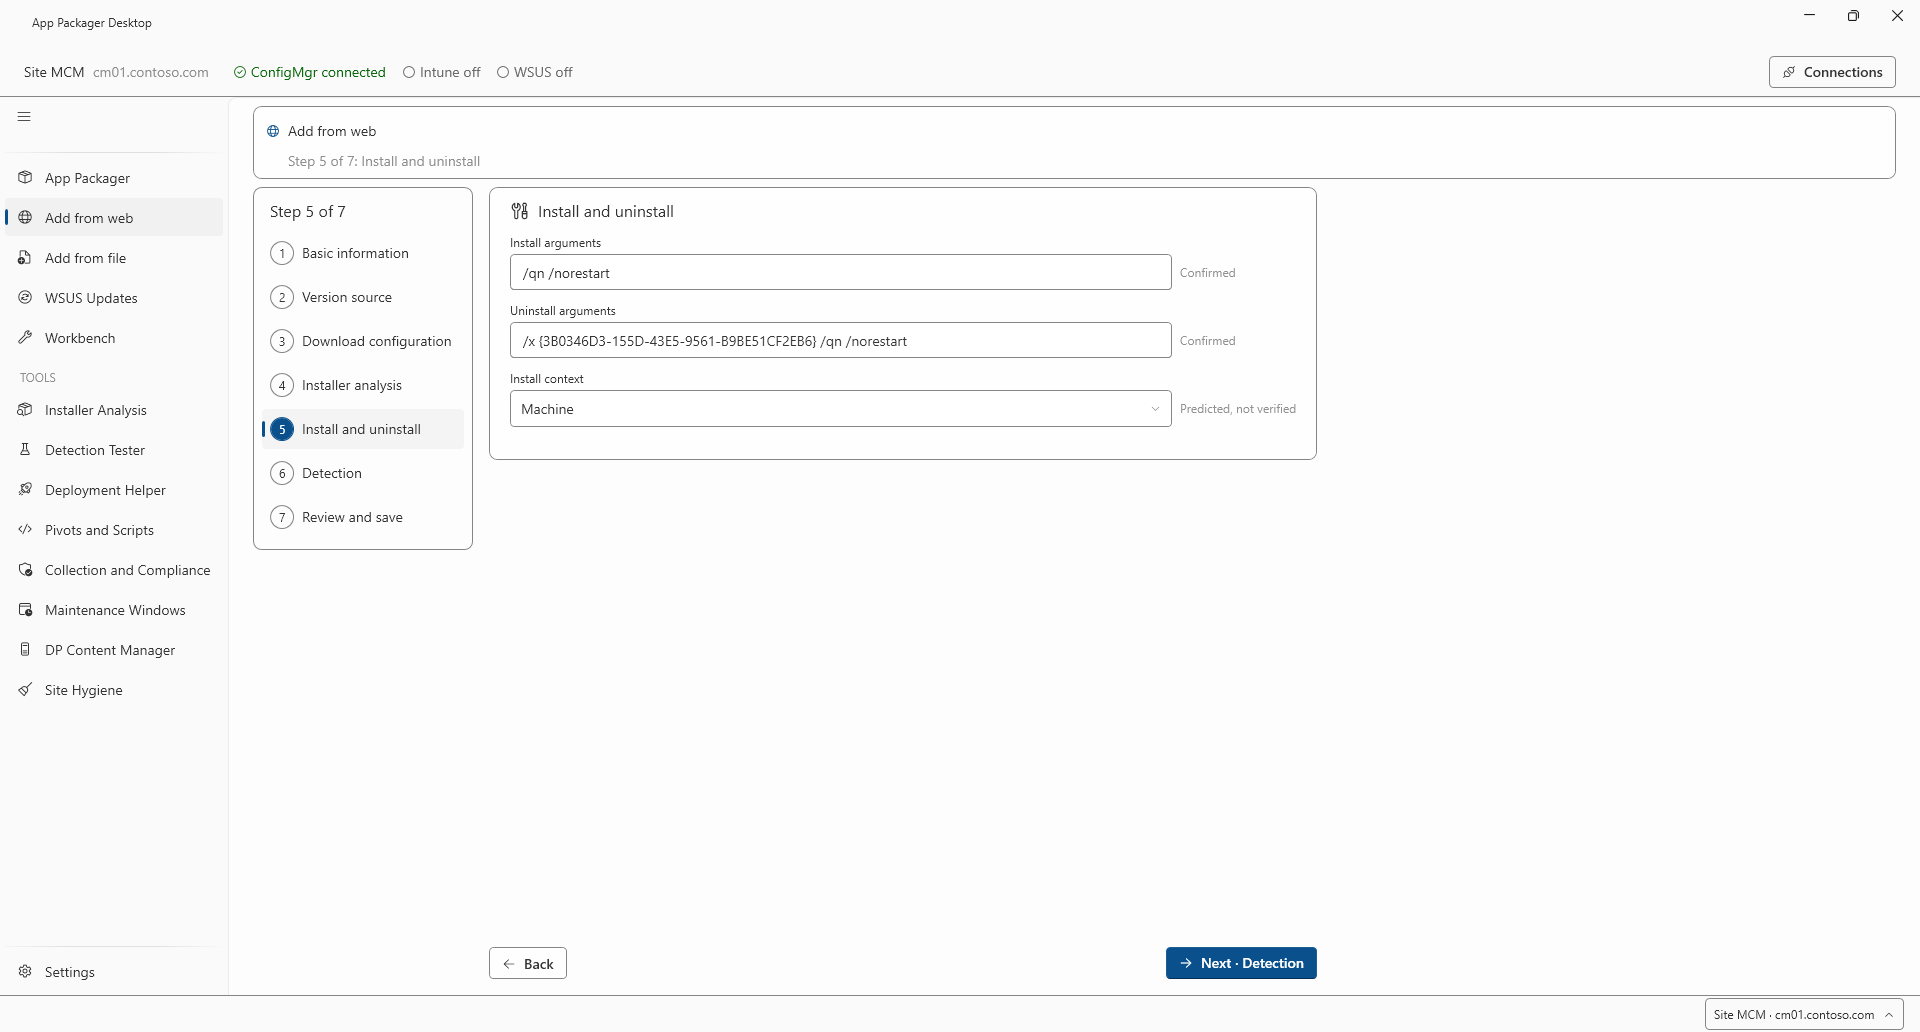 App Packager Desktop
Site MCM cm01.contoso.com ConfigMgr connected Intune off WSUS off Connections
App Packager
Add from web
Add from file
WSUS Updates
Workbench
TOOLS
Installer Analysis
Detection Tester
Deployment Helper
Pivots and Scripts
Collection and Compliance
Maintenance Windows
DP Content Manager
Site Hygiene
Settings
Add from web
Step 5 of 7: Install and uninstall
Step 5 of 7
1 Basic information
2 Version source
3 Download configuration
4 Installer analysis
5 Install and uninstall
6 Detection
7 Review and save
Install and uninstall
Install arguments
/qn /norestart Confirmed
Uninstall arguments
/x {3B0346D3-155D-43E5-9561-B9BE51CF2EB6} /qn /norestart Confirmed
Install context
Machine Predicted, not verified
Back
Next · Detection
Site MCM · cm01.contoso.com